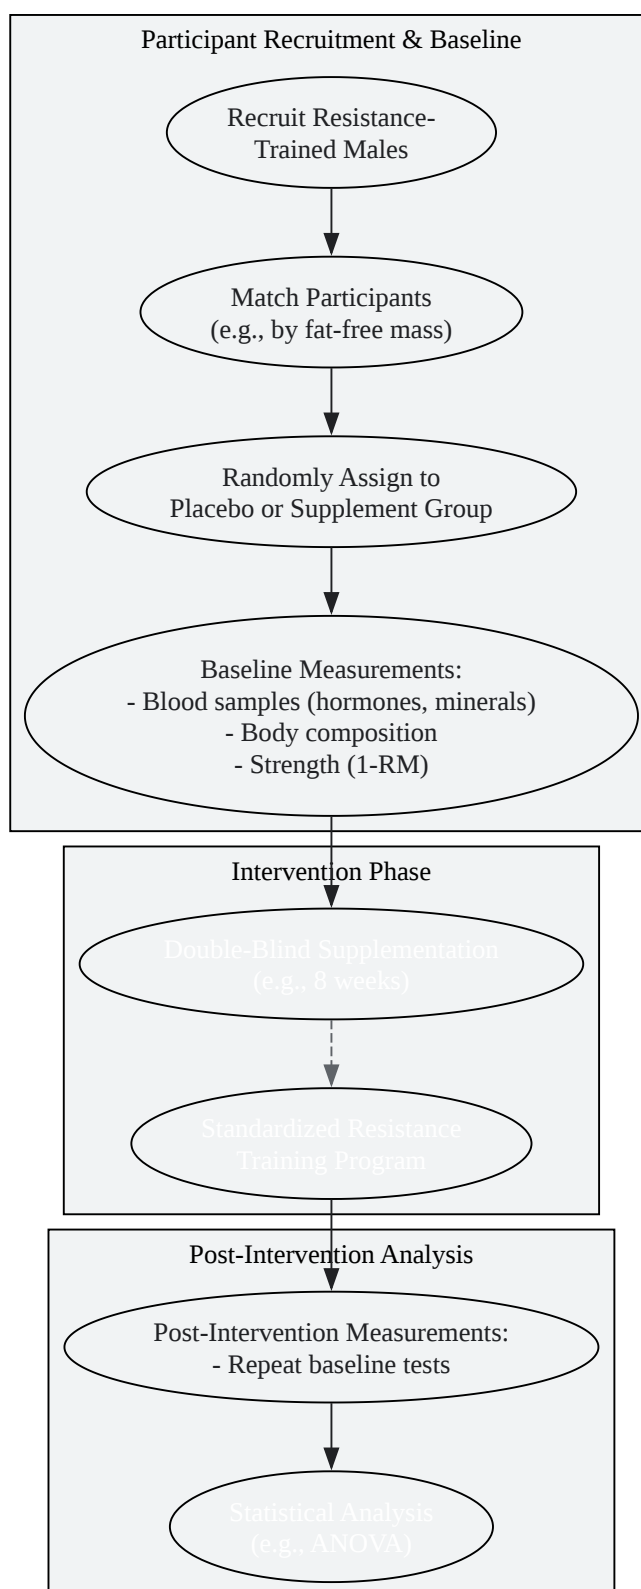 Participant Recruitment & Baseline
Recruit Resistance-
Trained Males
Match Participants
(e.g., by fat-free mass)
Randomly Assign to
Placebo or Supplement Group
Baseline Measurements:
- Blood samples (hormones, minerals)
- Body composition
- Strength (1-RM)
Intervention Phase
Double-Blind Supplementation
(e.g., 8 weeks)
Standardized Resistance
Training Program
Post-Intervention Analysis
Post-Intervention Measurements:
- Repeat baseline tests
Statistical Analysis
(e.g., ANOVA)